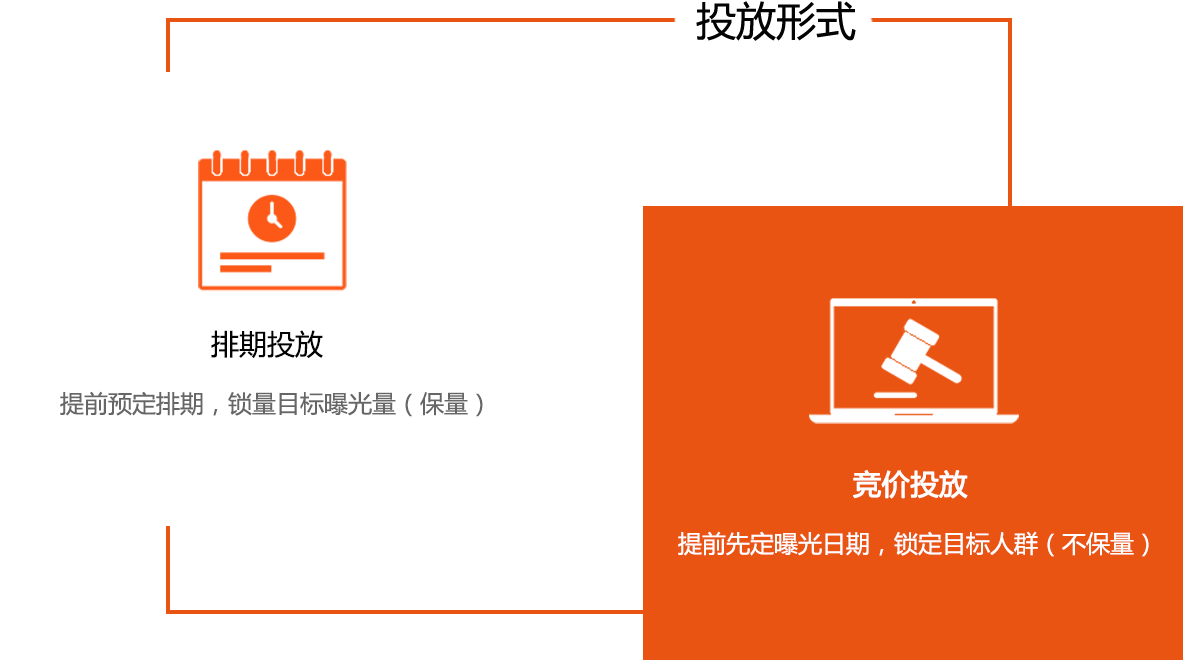 投放形式
排期投放
提前预定排期，锁量目标曝光量（保量）
竞价投放
提前先定曝光日期，锁定目标人群（不保量）